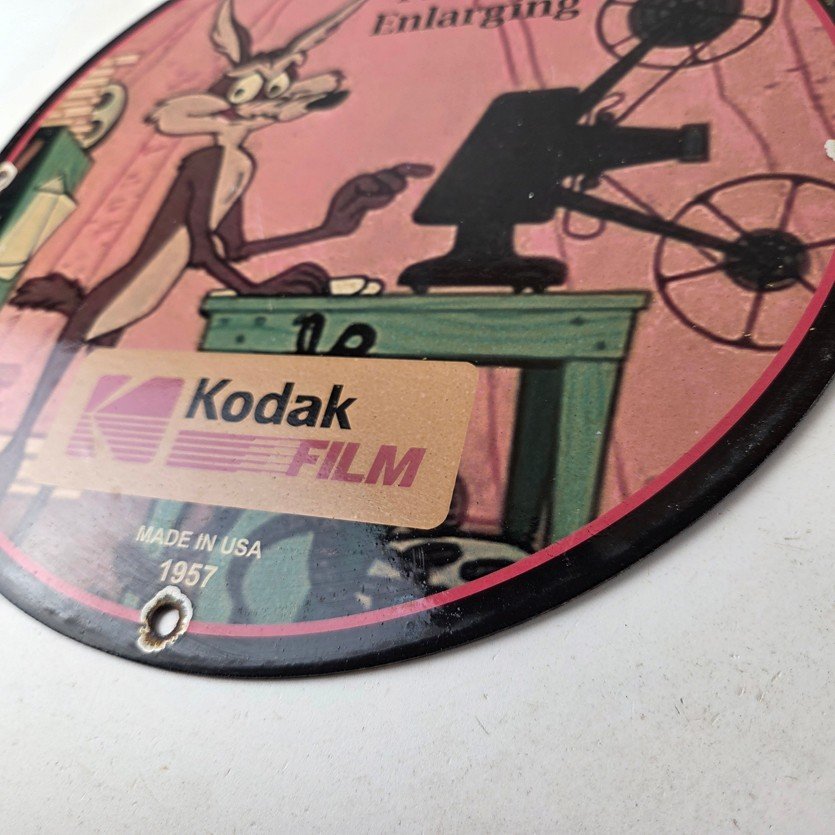 Enlarging
Kodak
FILM
MADE IN USA
1957